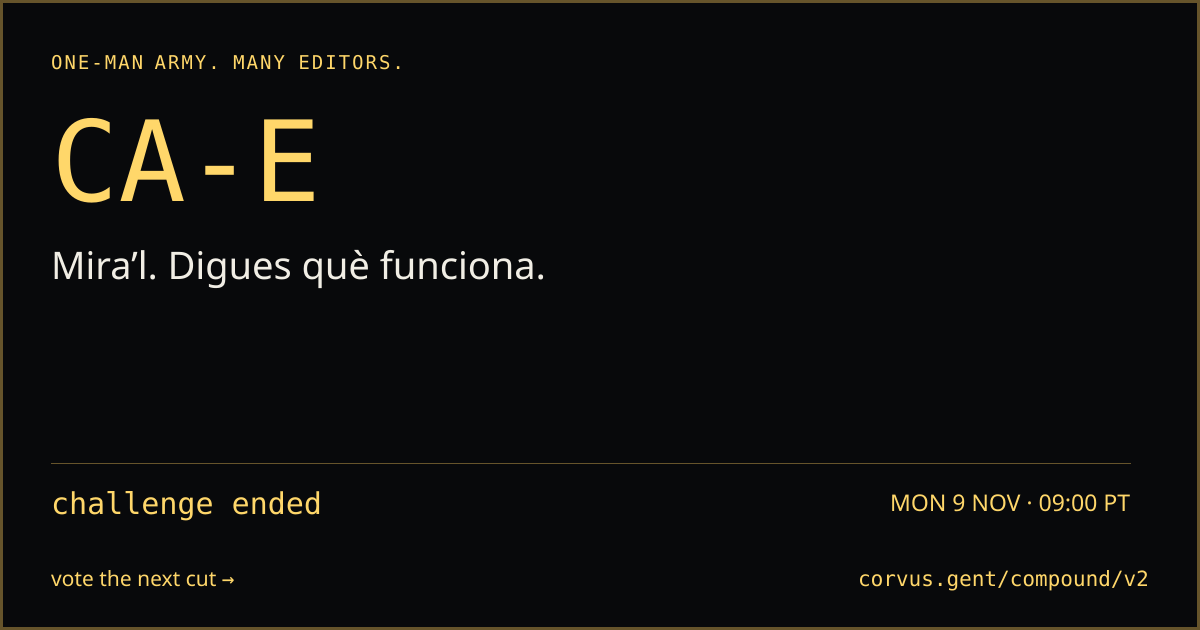 ONE-MAN ARMY. MANY EDITORS.
CA-E
Mira’l. Digues què funciona.
challenge ended
MON 9 NOV · 09:00 PT
vote the next cut →
corvus.gent/compound/v2